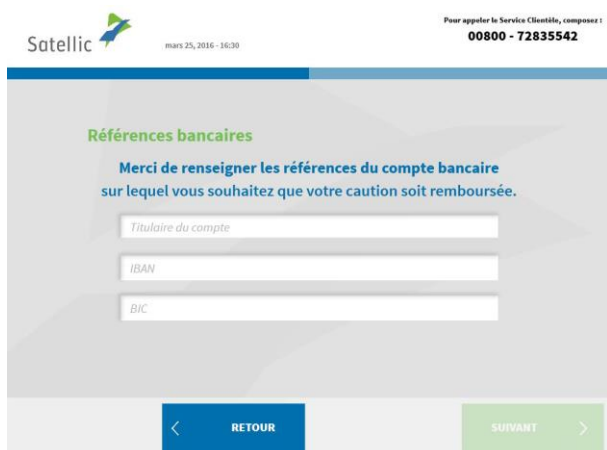 Satellic
mars 25, 2016 - 16:30
Pour appeler le Service Clientèle, composez :
00800 - 72835542
Références bancaires
Merci de renseigner les références du compte bancaire
sur lequel vous souhaitez que votre caution soit remboursée.
Titulaire du compte
IBAN
BIC
RETOUR
SUIVANT